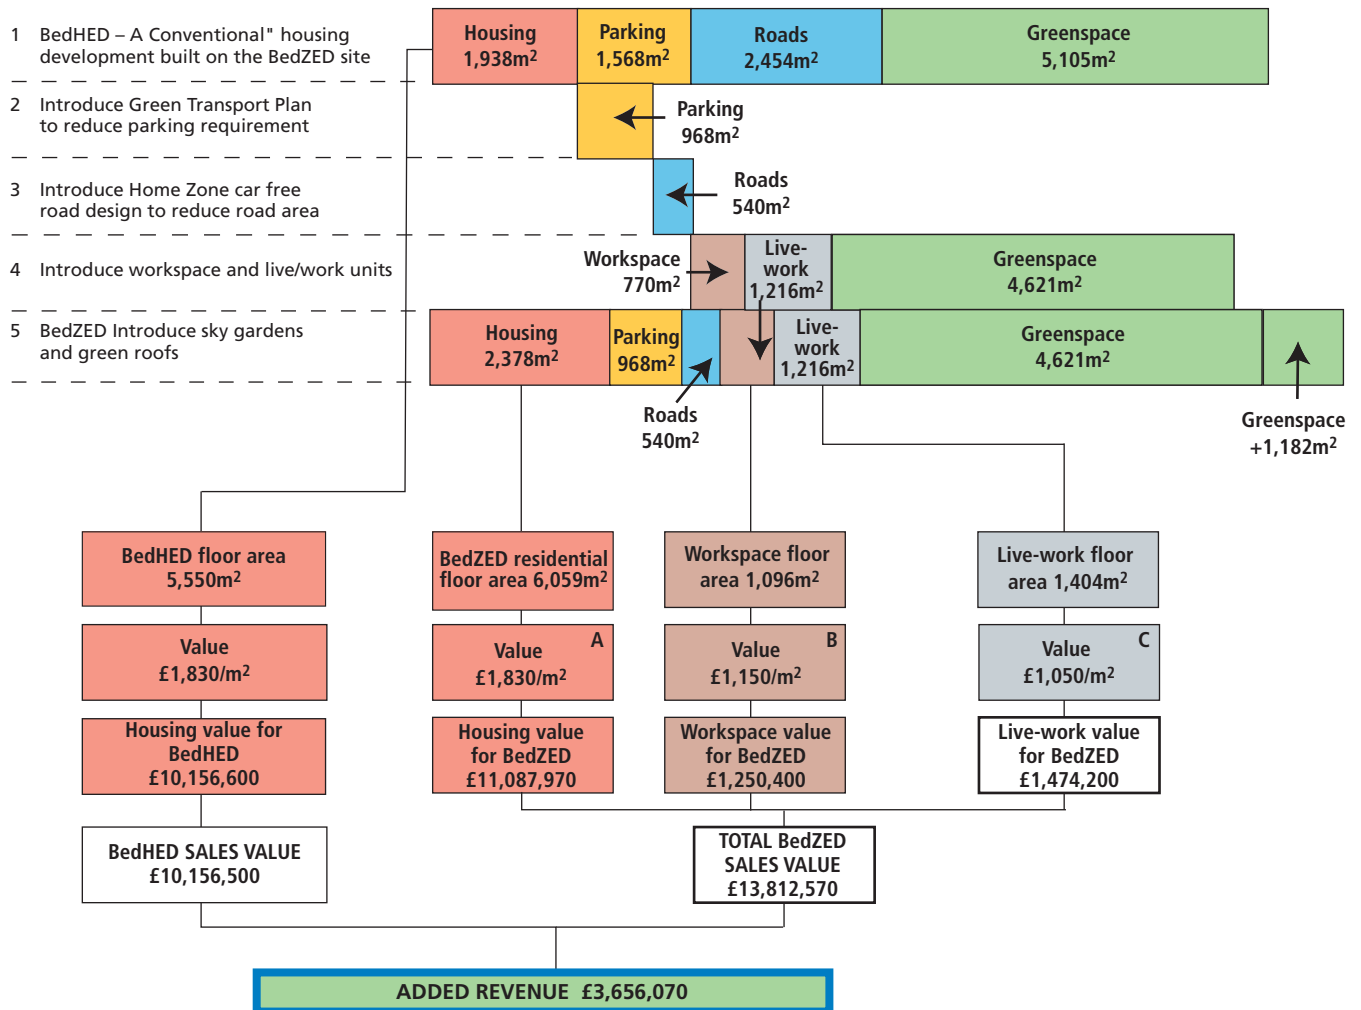 1 BedHED – A Conventional" housing
development built on the BedZED site
Housing
1,938m²
Parking
1,568m²
Roads
2,454m²
Greenspace
5,105m²
2 Introduce Green Transport Plan
to reduce parking requirement
Parking
968m²
3 Introduce Home Zone car free
road design to reduce road area
Roads
540m²
4 Introduce workspace and live/work units
Workspace
770m²
Live-
work
1,216m²
Greenspace
4,621m²
5 BedZED Introduce sky gardens
and green roofs
Housing
2,378m²
Parking
968m²
Roads
540m²
Live-
work
1,216m²
Greenspace
4,621m²
Greenspace
+1,182m²
BedHED floor area
5,550m²
BedZED residential
floor area 6,059m²
Workspace floor
area 1,096m²
Live-work floor
area 1,404m²
Value
£1,830/m²
A
Value
£1,830/m²
B
Value
£1,150/m²
C
Value
£1,050/m²
Housing value for
BedHED
£10,156,600
Housing value
for BedZED
£11,087,970
Workspace value
for BedZED
£1,250,400
Live-work value
for BedZED
£1,474,200
BedHED SALES VALUE
£10,156,500
TOTAL BedZED
SALES VALUE
£13,812,570
ADDED REVENUE £3,656,070